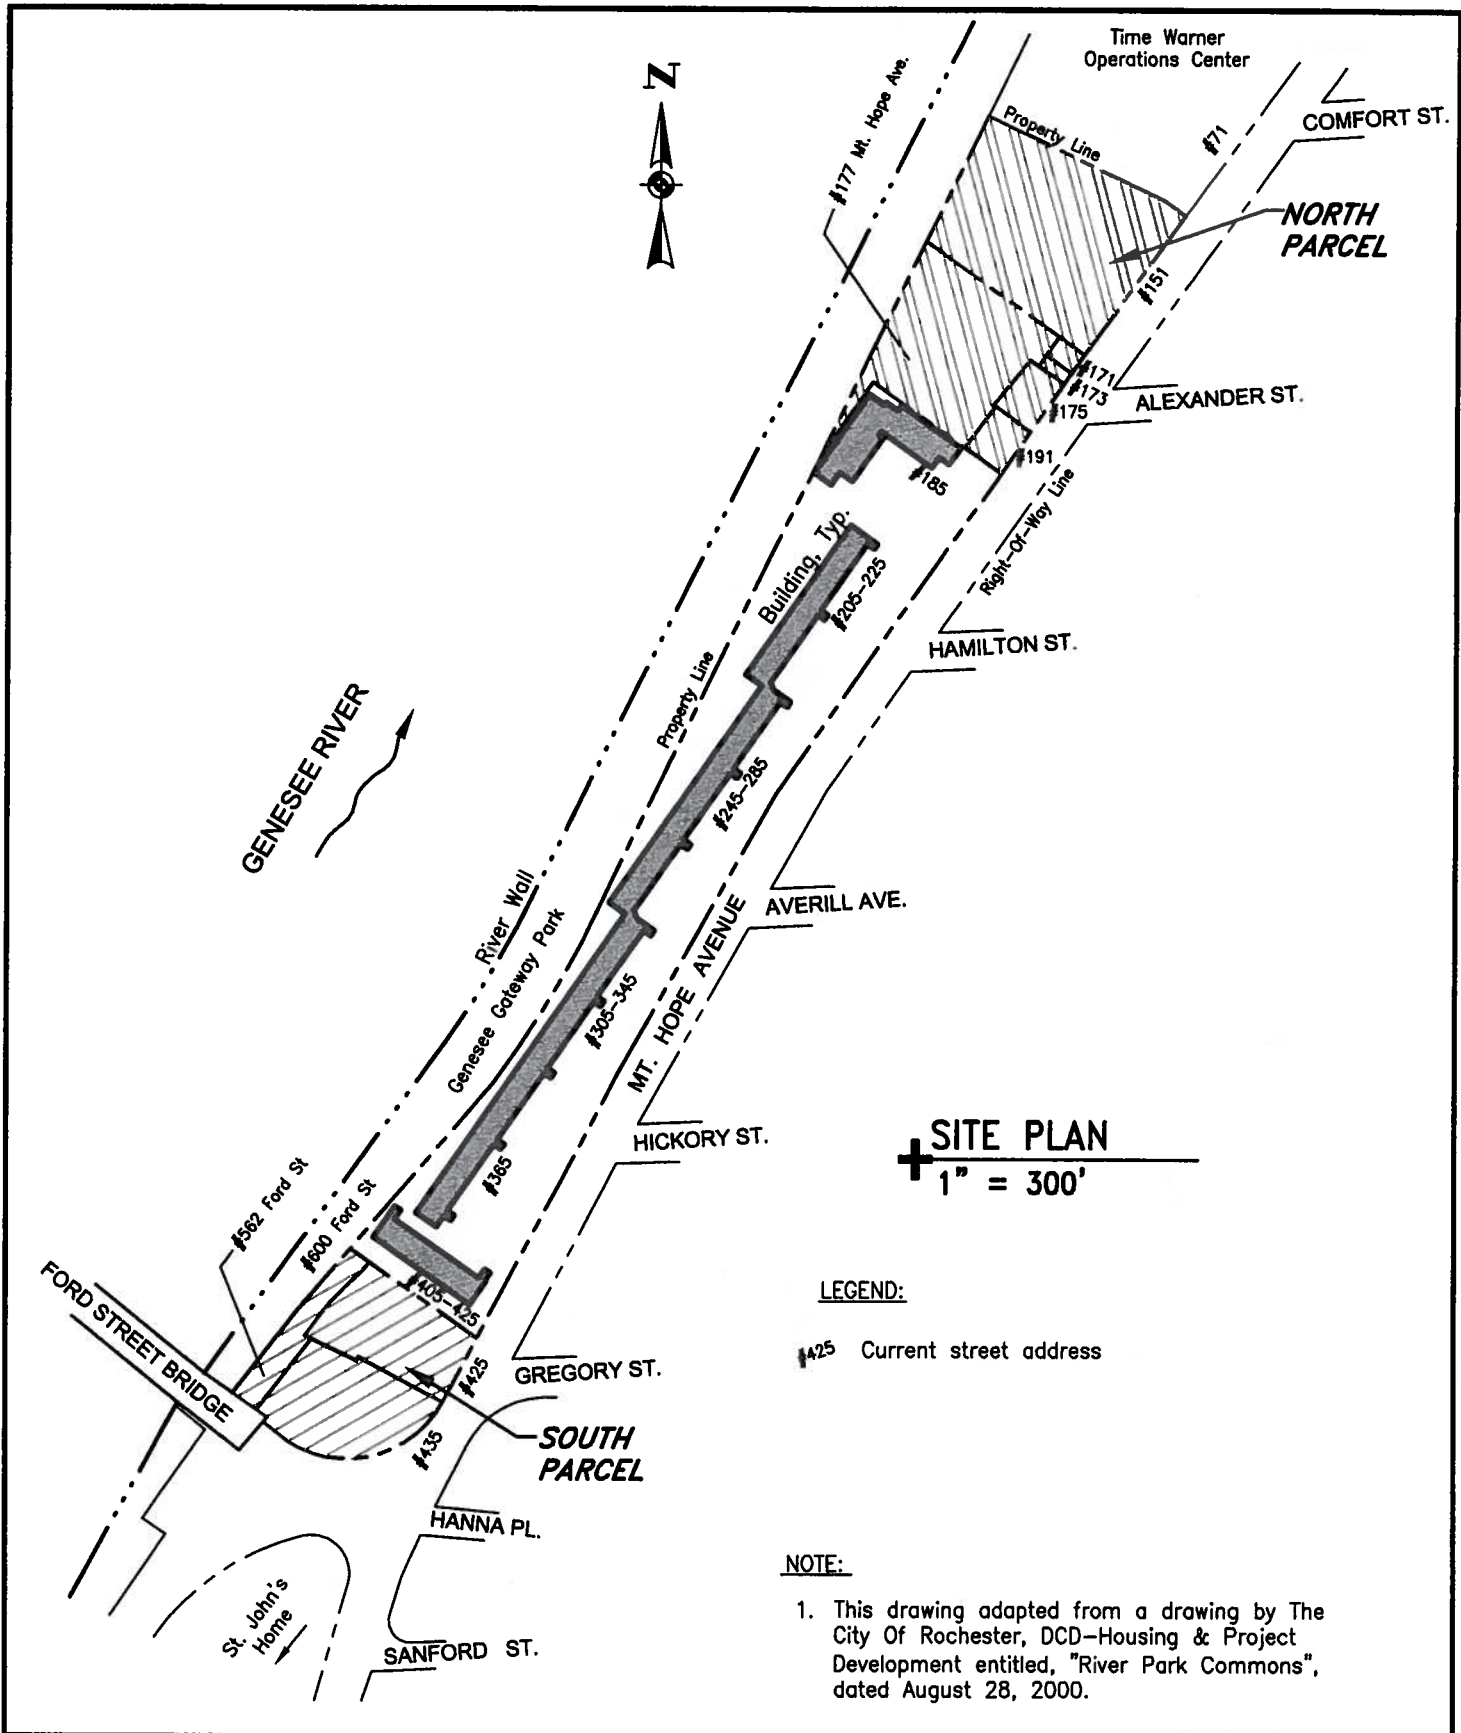 Time Warner
Operations Center
N
#177 Mt. Hope Ave.
Property Line
#71
COMFORT ST.
NORTH
PARCEL
#151
#171
#173
#175
ALEXANDER ST.
#191
#185
Right-Of-Way Line
Building, Typ.
#205-225
HAMILTON ST.
Property Line
GENESEE RIVER
#245-285
River Wall
Genesee Gateway Park
AVERILL AVE.
MT. HOPE AVENUE
#305-345
HICKORY ST.
SITE PLAN
1" = 300'
#365
#562 Ford St
#600 Ford St
FORD STREET BRIDGE
#405-425
LEGEND:
#425 Current street address
#425
GREGORY ST.
#435
SOUTH
PARCEL
HANNA PL.
St. John's
Home
SANFORD ST.
NOTE:
1. This drawing adapted from a drawing by The
City Of Rochester, DCD-Housing & Project
Development entitled, "River Park Commons",
dated August 28, 2000.